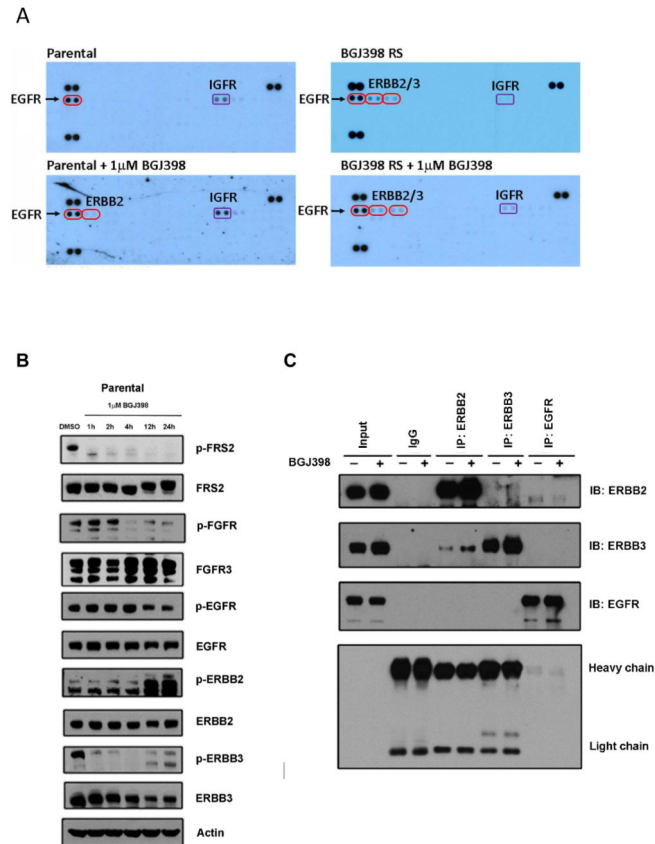 A
Parental
BGJ398 RS
EGFR
IGFR
EGFR
ERBB2/3
IGFR
Parental + 1μM BGJ398
BGJ398 RS + 1μM BGJ398
EGFR
ERBB2
IGFR
EGFR
ERBB2/3
IGFR
B
Parental
1μM BGJ398
DMSO 1h 2h 4h 12h 24h
p-FRS2
FRS2
p-FGFR
FGFR3
p-EGFR
EGFR
p-ERBB2
ERBB2
p-ERBB3
ERBB3
Actin
C
Input
IgG
IP: ERBB2
IP: ERBB3
IP: EGFR
BGJ398 – + – + – + – + – +
IB: ERBB2
IB: ERBB3
IB: EGFR
Heavy chain
Light chain